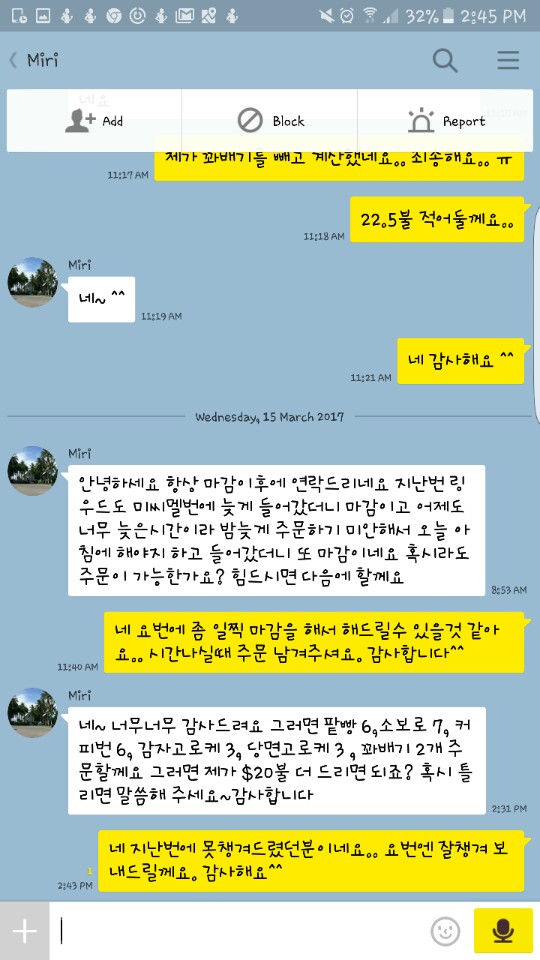 32% 2:45 PM
Miri
네요
Add Block Report
제가 꽈배기를 빼고 계산했네요.. 죄송해요.. ㅠ
11:17 AM
22.5불 적어둘께요..
11:18 AM
Miri
네~ ^^
11:19 AM
네 감사해요 ^^
11:21 AM
Wednesday, 15 March 2017
Miri
안녕하세요 항상 마감이후에 연락드리네요 지난번 링
우드도 미씨멜번에 늦게 들어갔더니 마감이고 어제도
너무 늦은시간이라 밤늦게 주문하기 미안해서 오늘 아
침에 해야지 하고 들어갔더니 또 마감이네요 혹시라도
주문이 가능한가요? 힘드시면 다음에 할께요
8:53 AM
네 요번에 좀 일찍 마감을 해서 해드릴수 있을것 같아
요.. 시간나실때 주문 남겨주셔요. 감사합니다^^
11:40 AM
Miri
네~ 너무너무 감사드려요 그러면 팥빵 6,소보로 7, 커
피번 6, 감자고로케 3, 당면고로케 3 , 꽈배기 2개 주
문할께요 그러면 제가 $20불 더 드리면 되죠? 혹시 틀
리면 말씀해 주세요~감사합니다
2:31 PM
네 지난번에 못챙겨드렸던분이네요.. 요번엔 잘챙겨 보
내드릴께요. 감사해요^^
1
2:43 PM